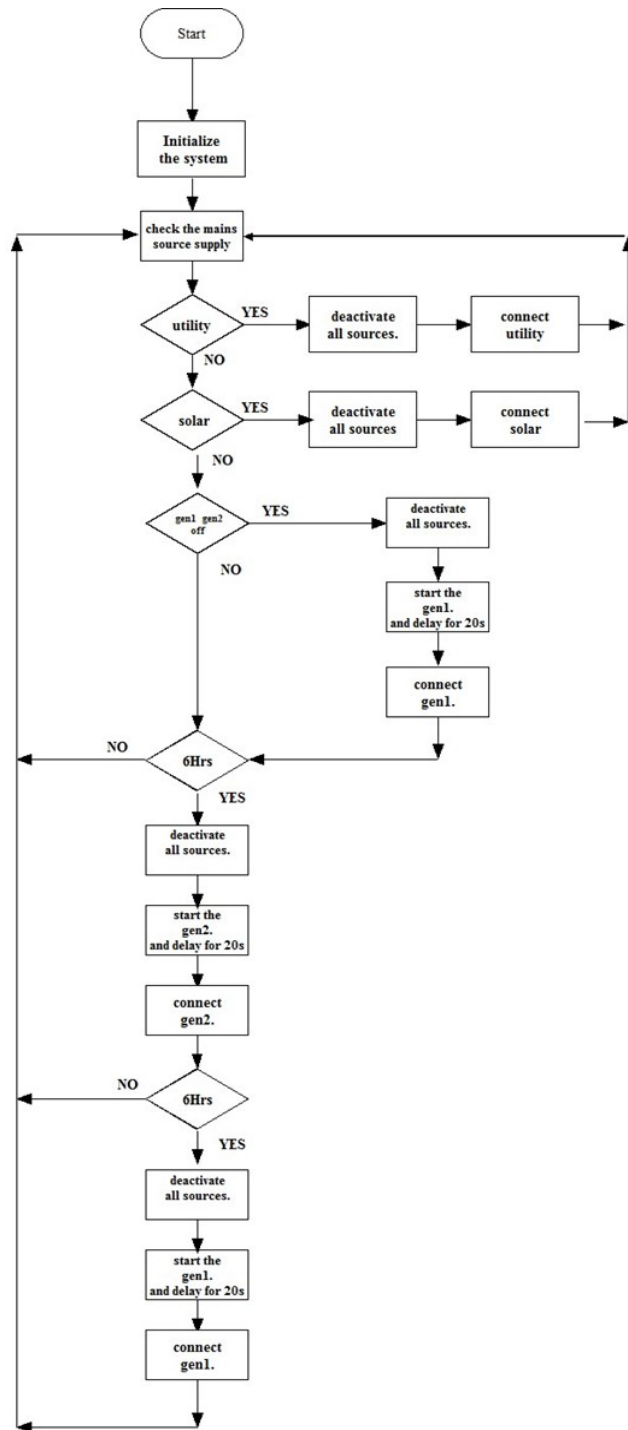 Start
Initialize
the system
check the mains
source supply
utility
YES
deactivate
all sources.
connect
utility
NO
solar
YES
deactivate
all sources
connect
solar
NO
gen1 gen2
off
YES
deactivate
all sources.
NO
start the
gen1.
and delay for 20s
connect
gen1.
6Hrs
NO
YES
deactivate
all sources.
start the
gen2.
and delay for 20s
connect
gen2.
NO
6Hrs
YES
deactivate
all sources.
start the
gen1.
and delay for 20s
connect
gen1.